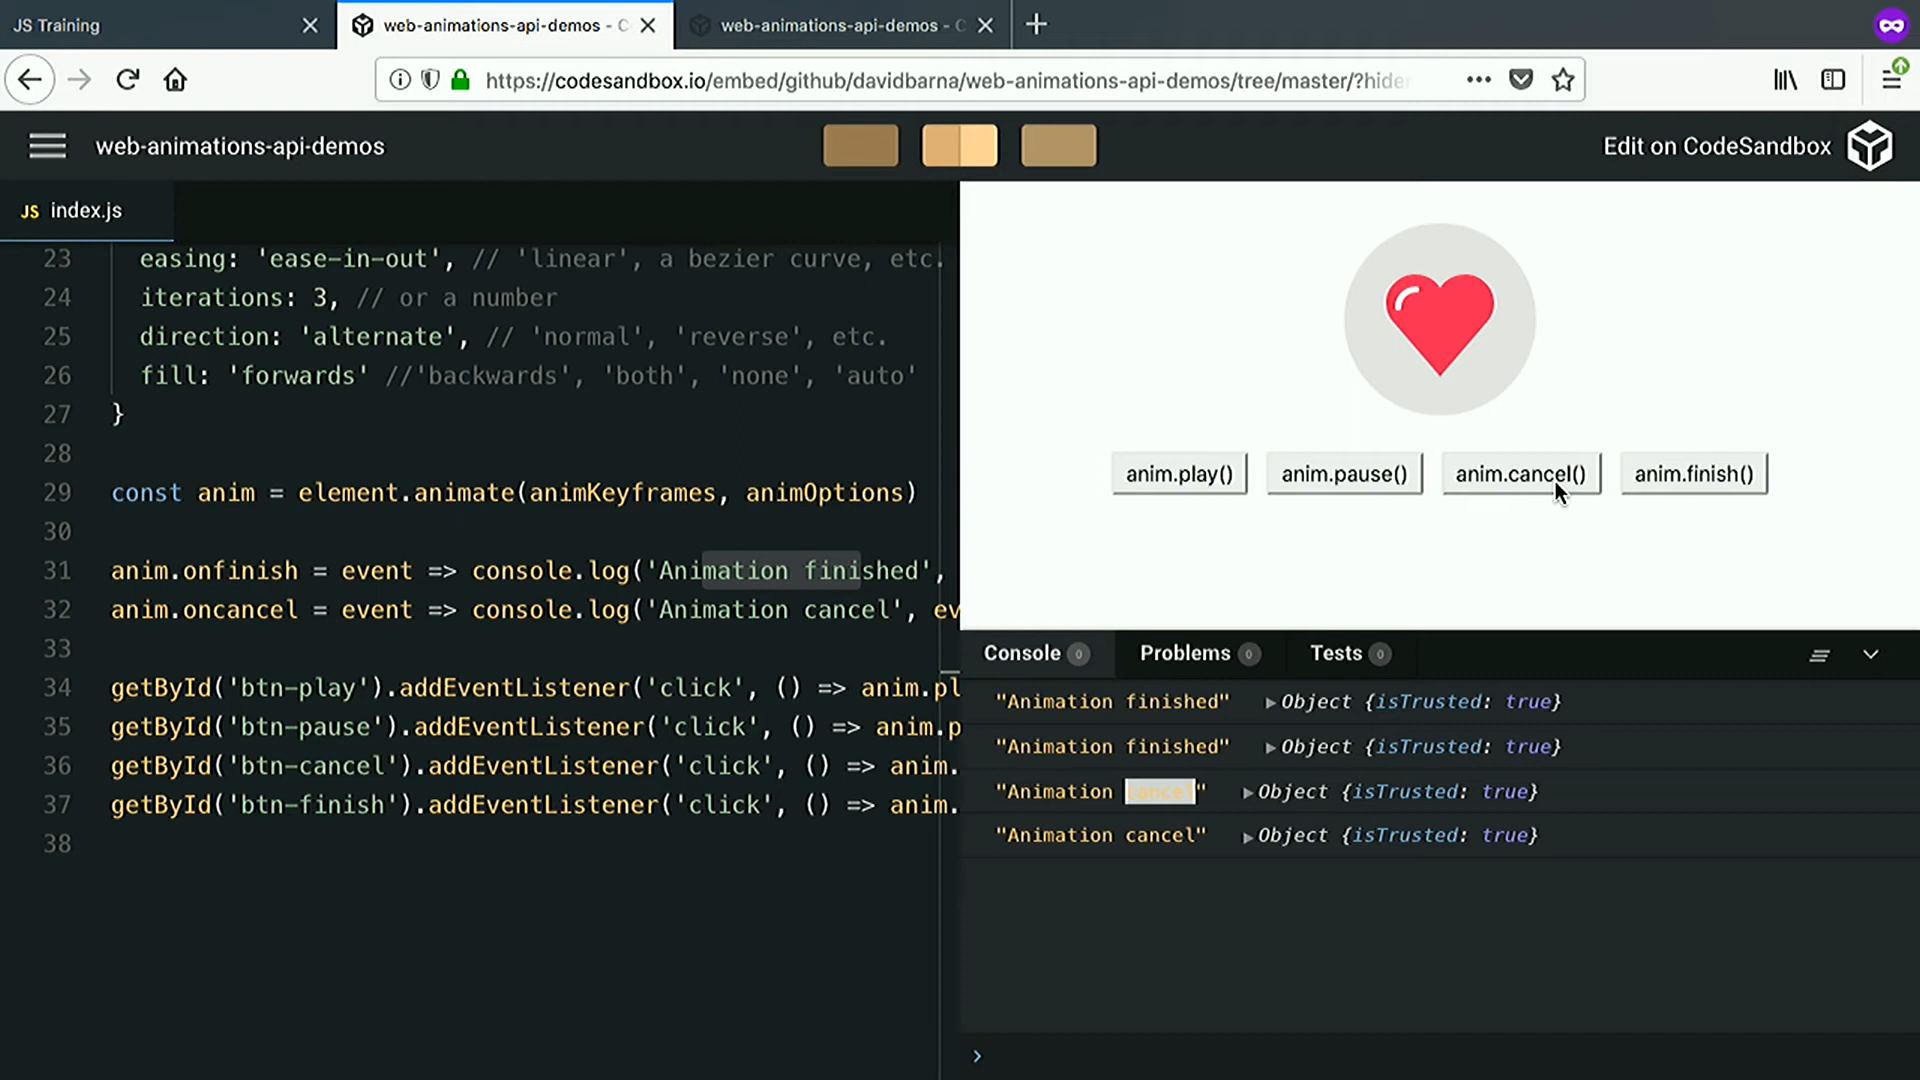 JS Training
web-animations-api-demos - C
web-animations-api-demos - C
https://codesandbox.io/embed/github/davidbarna/web-animations-api-demos/tree/master/?hide
web-animations-api-demos
Edit on CodeSandbox
JS index.js
23 easing: 'ease-in-out', // 'linear', a bezier curve, etc.
24 iterations: 3, // or a number
25 direction: 'alternate', // 'normal', 'reverse', etc.
26 fill: 'forwards' //'backwards', 'both', 'none', 'auto'
27 }
28
29 const anim = element.animate(animKeyframes, animOptions)
30
31 anim.onfinish = event => console.log('Animation finished',
32 anim.oncancel = event => console.log('Animation cancel', ev
33
34 getById('btn-play').addEventListener('click', () => anim.pl
35 getById('btn-pause').addEventListener('click', () => anim.p
36 getById('btn-cancel').addEventListener('click', () => anim.
37 getById('btn-finish').addEventListener('click', () => anim.
38
anim.play() anim.pause() anim.cancel() anim.finish()
Console 0 Problems 0 Tests 0
"Animation finished" ▶Object {isTrusted: true}
"Animation finished" ▶Object {isTrusted: true}
"Animation cancel" ▶Object {isTrusted: true}
"Animation cancel" ▶Object {isTrusted: true}
›